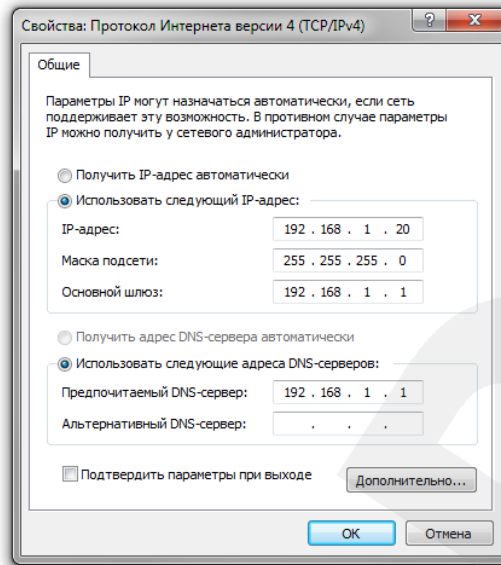 Свойства: Протокол Интернета версии 4 (TCP/IPv4)
?
Общие
Параметры IP могут назначаться автоматически, если сеть
поддерживает эту возможность. В противном случае параметры
IP можно получить у сетевого администратора.
Получить IP-адрес автоматически
Использовать следующий IP-адрес:
IP-адрес: 192 . 168 . 1 . 20
Маска подсети: 255 . 255 . 255 . 0
Основной шлюз: 192 . 168 . 1 . 1
Получить адрес DNS-сервера автоматически
Использовать следующие адреса DNS-серверов:
Предпочитаемый DNS-сервер: 192 . 168 . 1 . 1
Альтернативный DNS-сервер: . . .
Подтвердить параметры при выходе
Дополнительно...
OK Отмена